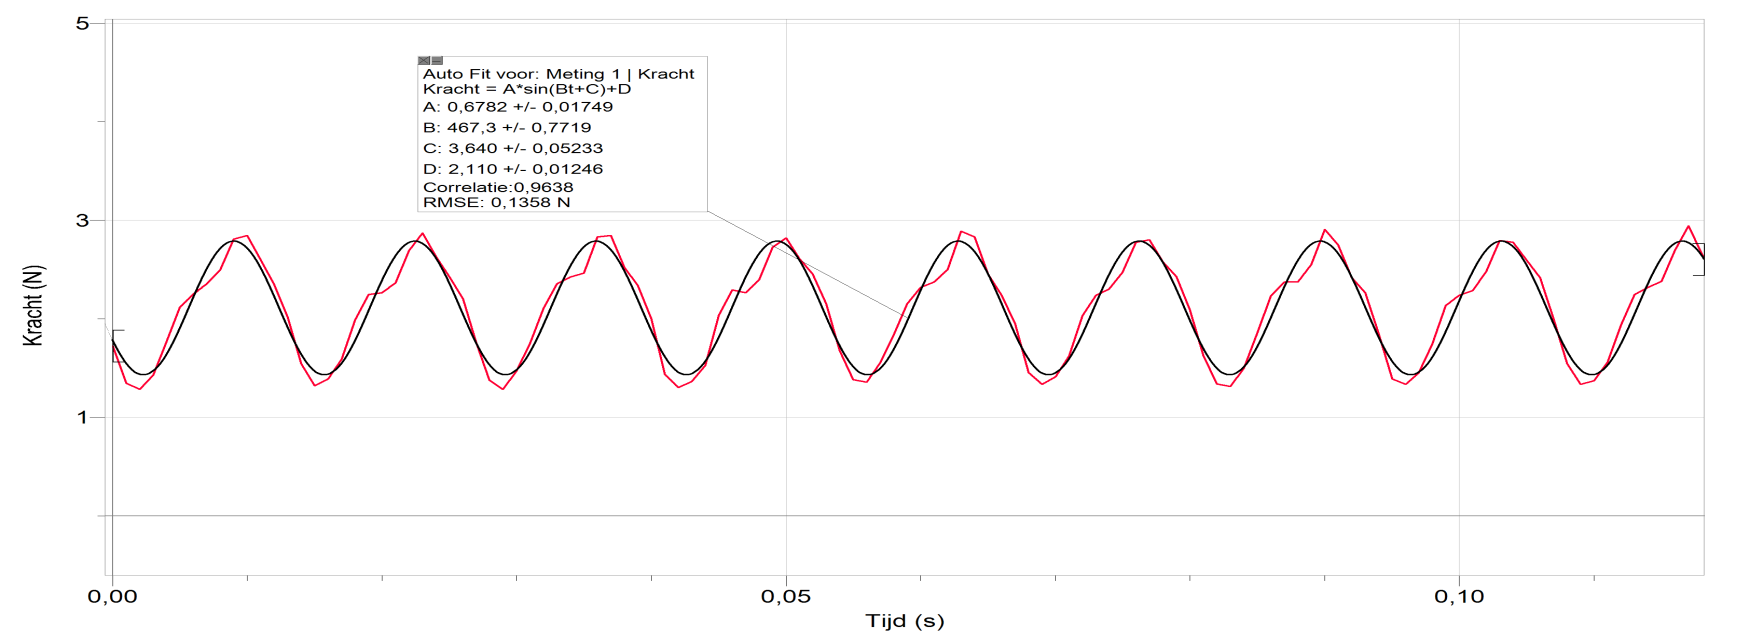 5
Auto Fit voor: Meting 1 | Kracht
Kracht = A*sin(Bt+C)+D
A: 0,6782 +/- 0,01749
B: 467,3 +/- 0,7719
C: 3,640 +/- 0,05233
D: 2,110 +/- 0,01246
Correlatie:0,9638
RMSE: 0,1358 N
3
Kracht (N)
1
0,00
0,05
0,10
Tijd (s)